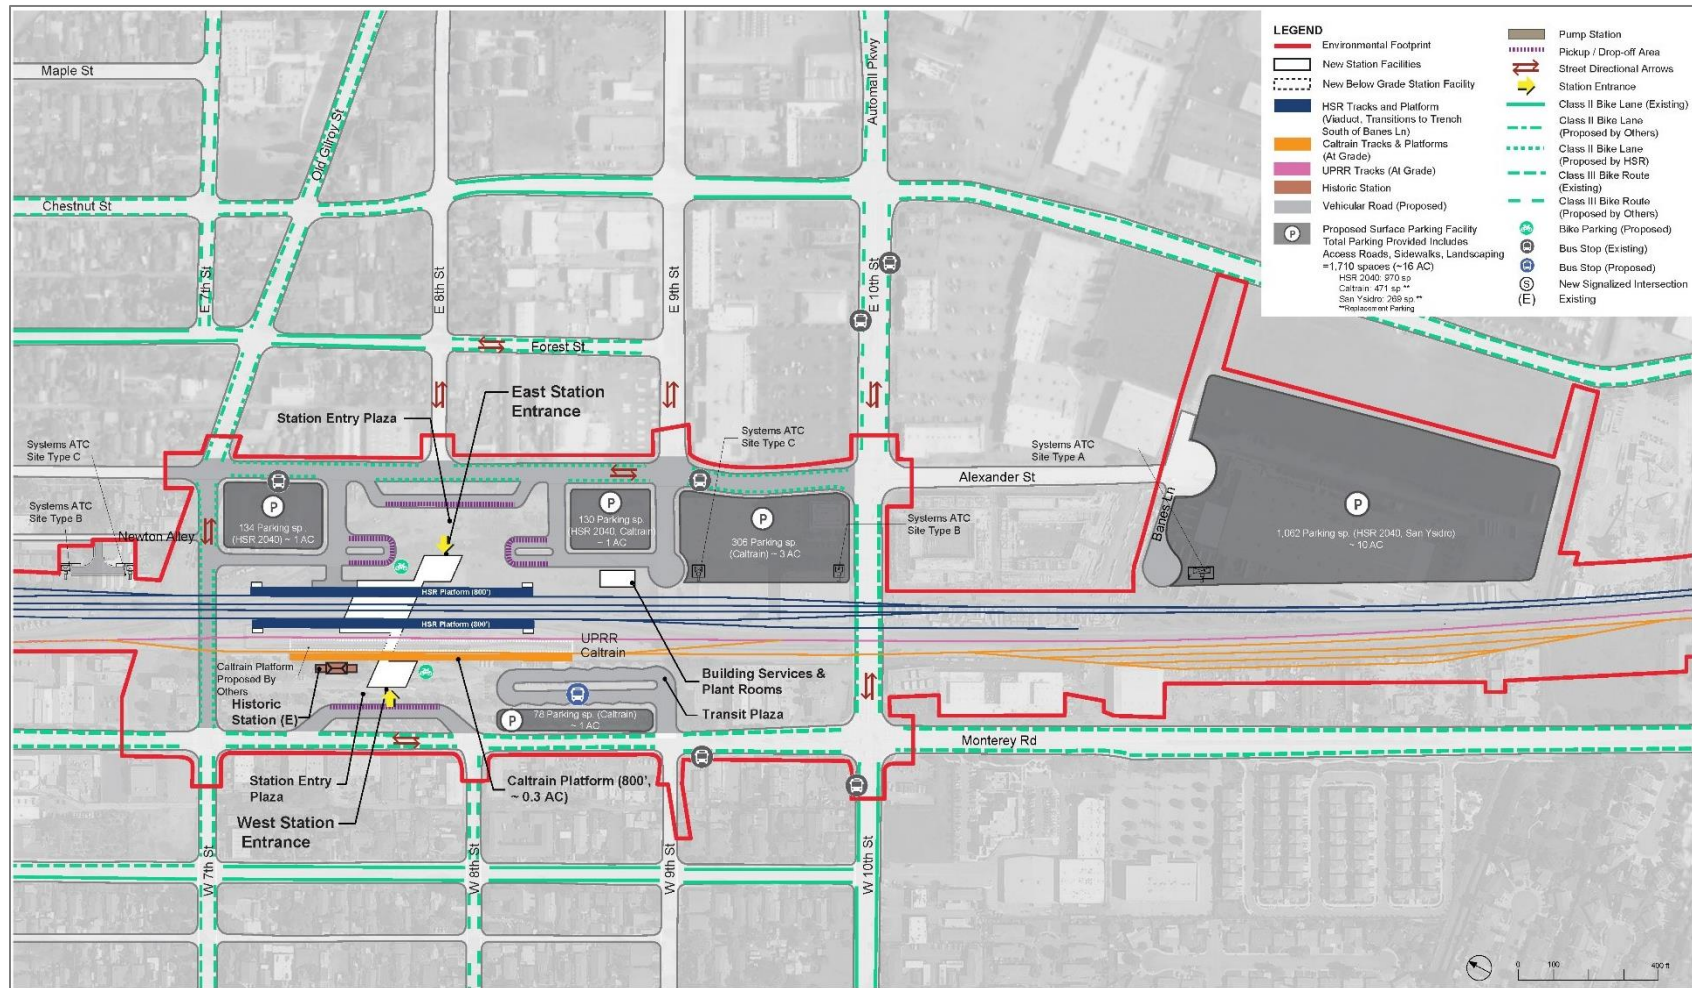 LEGEND
Environmental Footprint
New Station Facilities
New Below Grade Station Facility
HSR Tracks and Platform
(Viaduct, Transitions to Trench
South of Banes Ln)
Caltrain Tracks & Platforms
(At Grade)
UPRR Tracks (At Grade)
Historic Station
Vehicular Road (Proposed)
P
Proposed Surface Parking Facility
Total Parking Provided Includes
Access Roads, Sidewalks, Landscaping
=1,710 spaces (~16 AC)
HSR 2040: 970 sp
Caltrain: 471 sp **
San Ysidro: 269 sp.**
**Replacement Parking
Pump Station
Pickup / Drop-off Area
Street Directional Arrows
Station Entrance
Class II Bike Lane (Existing)
Class II Bike Lane
(Proposed by Others)
Class II Bike Lane
(Proposed by HSR)
Class III Bike Route
(Existing)
Class III Bike Route
(Proposed by Others)
Bike Parking (Proposed)
Bus Stop (Existing)
Bus Stop (Proposed)
S
New Signalized Intersection
(E)
Existing
Maple St
Old Gilroy St
Automall Pkwy
Chestnut St
E 7th St
E 8th St
E 9th St
E 10th St
Forest St
East Station
Entrance
Station Entry Plaza
Systems ATC
Site Type C
Systems ATC
Site Type C
Systems ATC
Site Type A
Alexander St
Systems ATC
Site Type B
Newton Alley
P
134 Parking sp.
(HSR 2040) ~ 1 AC
P
130 Parking sp.
(HSR 2040, Caltrain)
~ 1 AC
P
306 Parking sp.
(Caltrain) ~ 3 AC
Systems ATC
Site Type B
Banes Ln
P
1,062 Parking sp. (HSR 2040, San Ysidro)
~ 10 AC
HSR Platform (800')
HSR Platform (800')
UPRR
Caltrain
Caltrain Platform
Proposed By
Others
Historic
Station (E)
Building Services &
Plant Rooms
Transit Plaza
P
78 Parking sp. (Caltrain)
~ 1 AC
Monterey Rd
Station Entry
Plaza
Caltrain Platform (800',
~ 0.3 AC)
West Station
Entrance
W 7th St
W 8th St
W 9th St
W 10th St
0
100
400 ft